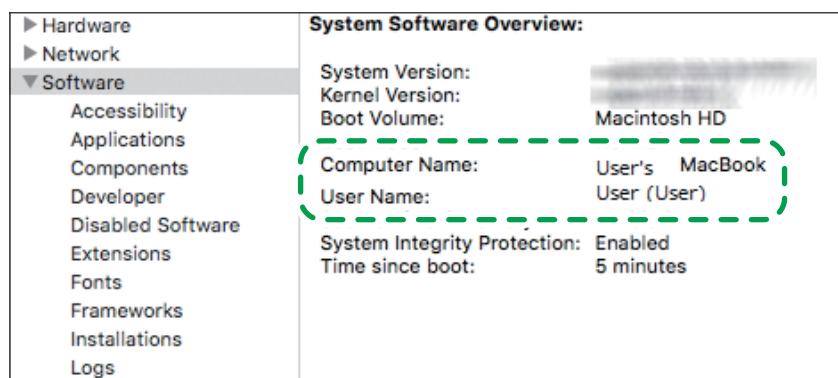 Hardware
Network
Software
Accessibility
Applications
Components
Developer
Disabled Software
Extensions
Fonts
Frameworks
Installations
Logs
System Software Overview:
System Version:
Kernel Version:
Boot Volume: Macintosh HD
Computer Name: User's MacBook
User Name: User (User)
System Integrity Protection: Enabled
Time since boot: 5 minutes